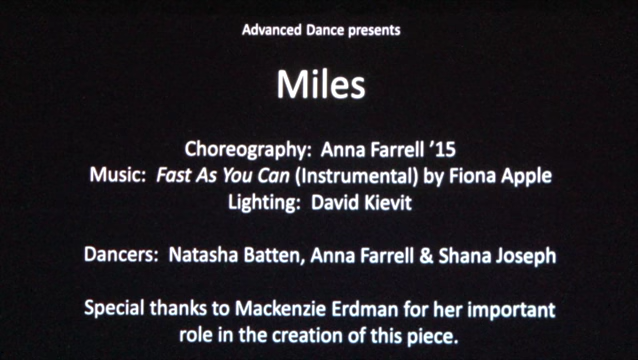 Advanced Dance presents
Miles
Choreography:  Anna Farrell ’15
Music:  Fast As You Can (Instrumental) by Fiona Apple
Lighting:  David Kievit
Dancers:  Natasha Batten, Anna Farrell & Shana Joseph
Special thanks to Mackenzie Erdman for her important
role in the creation of this piece.